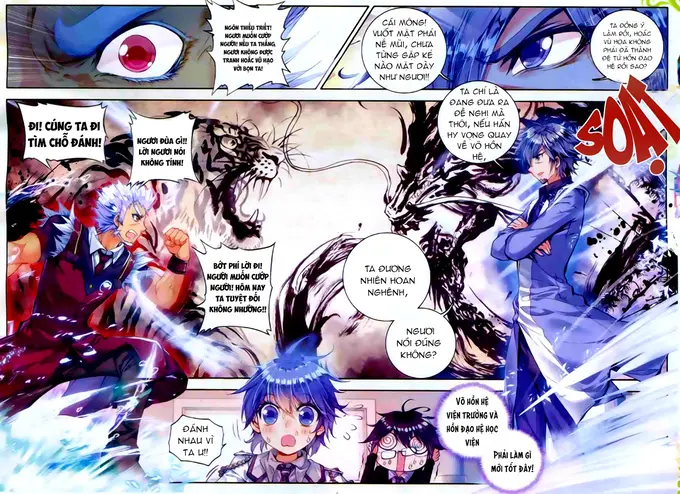 NGÔN THIẾU TRIẾT!
NGƯƠI MUỐN CƯỚP
NGƯỜI! NẾU TA THẮNG,
NGƯƠI KHÔNG ĐƯỢC
TRANH HOẮC VŨ HẠO
VỚI BỌN TA!
CÁI MÔNG!
VUỐT MẶT PHẢI
NỂ MŨI, CHƯA
TỪNG GẶP KẺ
NÀO MẶT DÀY
NHƯ NGƯƠI!!
TA ĐỒNG Ý
LÀM RỒI, HOẮC
VŨ HẠO KHÔNG
PHẢI ĐÃ THÀNH
ĐỆ TỬ HỒN ĐẠO
HỆ RỒI SAO?
SOẠT
ĐI! CÚNG TA ĐI
TÌM CHỖ ĐÁNH!
NGƯƠI ĐÙA GÌ!!
LỜI NGƯƠI NÓI
KHÔNG TÍNH!
TA CHỈ LÀ
ĐANG ĐƯA RA
ĐỀ NGHỊ MÀ
THÔI, NẾU HẮN
HY VỌNG QUAY
VỀ VÕ HỒN
HỆ,
BỚT PHÍ LỜI ĐI!
NGƯƠI MUỐN CƯỚP
NGƯỜI! HÔM NAY
TA TUYỆT ĐỐI
KHÔNG NHƯỜNG!!
TA ĐƯƠNG
NHIÊN HOAN
NGHÊNH,
NGƯƠI
NÓI ĐÚNG
KHÔNG?
ĐÁNH
NHAU VÌ
TA Ư!!
VÕ HỒN HỆ
VIỆN TRƯỞNG VÀ
HỒN ĐẠO HỆ HỌC
VIỆN
PHẢI LÀM GÌ
MỚI TỐT ĐÂY!